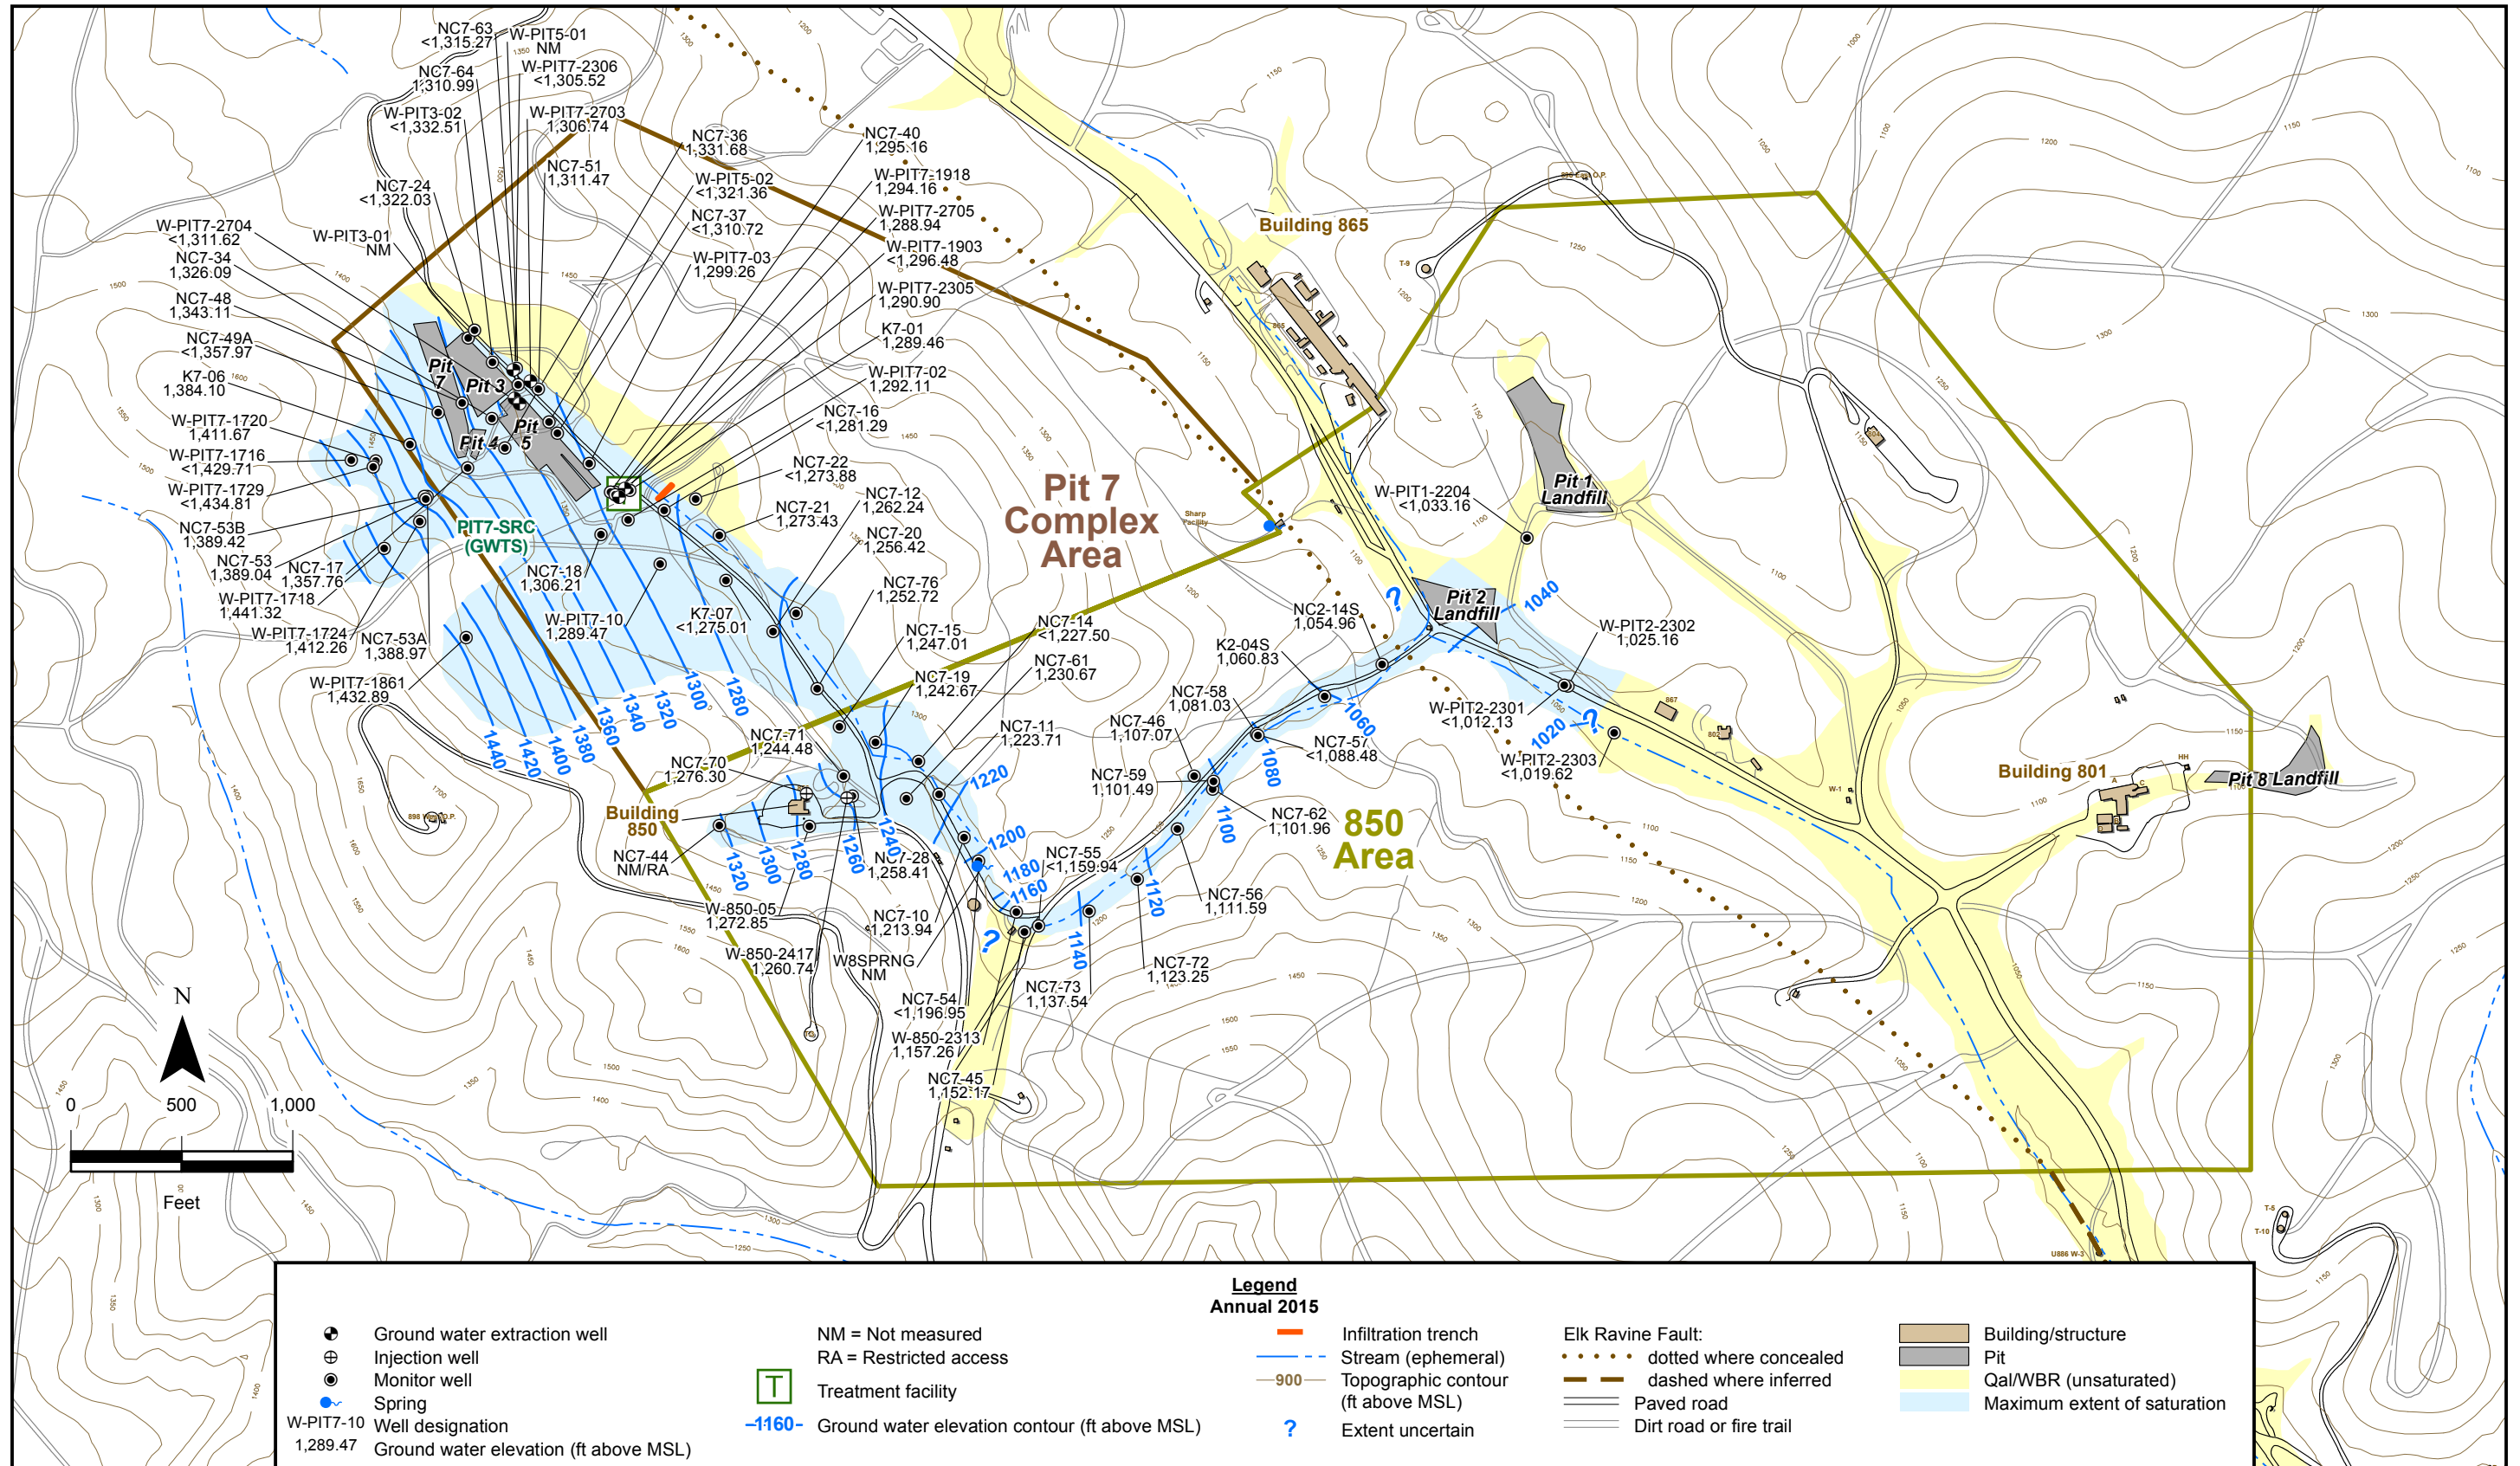 NC7-63
<1,315.27
W-PIT5-01
NM
NC7-64
1,310.99
W-PIT7-2306
<1,305.52
W-PIT3-02
<1,332.51
W-PIT7-2703
1,306.74
NC7-36
1,331.68
NC7-40
1,295.16
NC7-51
1,311.47
W-PIT5-02
<1,321.36
W-PIT7-1918
1,294.16
NC7-24
<1,322.03
NC7-37
<1,310.72
W-PIT7-2705
1,288.94
W-PIT7-2704
<1,311.62
W-PIT3-01
NM
W-PIT7-1903
<1,296.48
NC7-34
1,326.09
W-PIT7-03
1,299.26
W-PIT7-2305
1,290.90
NC7-48
1,343.11
K7-01
1,289.46
NC7-49A
<1,357.97
W-PIT7-02
1,292.11
K7-06
1,384.10
NC7-16
<1,281.29
W-PIT7-1720
1,411.67
W-PIT7-1716
<1,429.71
NC7-22
<1,273.88
W-PIT7-1729
<1,434.81
NC7-12
1,262.24
NC7-21
1,273.43
NC7-53B
1,389.42
NC7-20
1,256.42
NC7-53
1,389.04
NC7-17
1,357.76
NC7-18
1,306.21
NC7-76
1,252.72
W-PIT7-1718
1,441.32
W-PIT7-10
1,289.47
K7-07
<1,275.01
NC7-15
1,247.01
NC7-14
<1,227.50
W-PIT7-1724
1,412.26
NC7-53A
1,388.97
NC7-61
1,230.67
NC7-19
1,242.67
W-PIT7-1861
1,432.89
NC7-11
1,223.71
NC7-71
1,244.48
NC7-70
1,276.30
NC7-44
NM/RA
NC7-28
1,258.41
W-850-05
1,272.85
NC7-10
1,213.94
W-850-2417
1,260.74
W8SPRNG
NM
NC7-54
<1,196.95
W-850-2313
1,157.26
NC7-45
1,152.17
NC7-55
<1,159.94
NC7-73
1,137.54
NC7-72
1,123.25
NC7-56
1,111.59
NC7-62
1,101.96
NC7-59
1,101.49
NC7-46
1,107.07
NC7-58
1,081.03
NC7-57
<1,088.48
K2-04S
1,060.83
NC2-14S
1,054.96
W-PIT1-2204
<1,033.16
W-PIT2-2302
1,025.16
W-PIT2-2301
<1,012.13
W-PIT2-2303
<1,019.62
Pit
7
Pit 3
Pit 4
Pit
5
PIT7-SRC
(GWTS)
Pit 7
Complex
Area
850
Area
Building 865
Building
850
Building 801
Pit 1
Landfill
Pit 2
Landfill
Pit 8 Landfill
Sharp
Facility
865
867
802
T-9
W-1
HH
A
C
T-5
T-10
U886 W-3
1440
1420
1400
1380
1360
1340
1320
1300
1280
1320
1300
1280
1260
1240
1220
1200
1180
1160
1140
1120
1100
1080
1060
1040
1020
?
?
?
N
0
500
1,000
Feet
Legend
Annual 2015
Ground water extraction well
Injection well
Monitor well
Spring
W-PIT7-10 Well designation
1,289.47 Ground water elevation (ft above MSL)
NM = Not measured
RA = Restricted access
T Treatment facility
1160 Ground water elevation contour (ft above MSL)
Infiltration trench
Stream (ephemeral)
900 Topographic contour
(ft above MSL)
? Extent uncertain
Elk Ravine Fault:
dotted where concealed
dashed where inferred
Paved road
Dirt road or fire trail
Building/structure
Pit
Qal/WBR (unsaturated)
Maximum extent of saturation